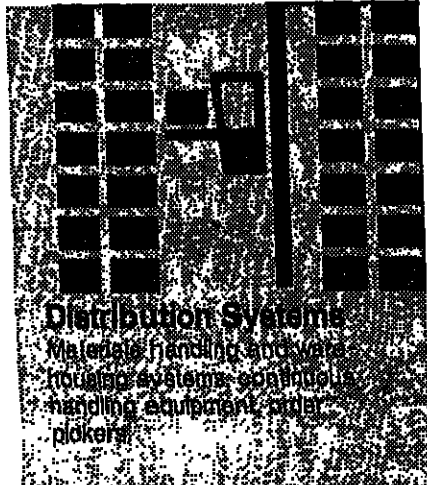 Distribution Systems
Materials handling and ware-
housing systems, continuous
handling equipment, order
pickers.